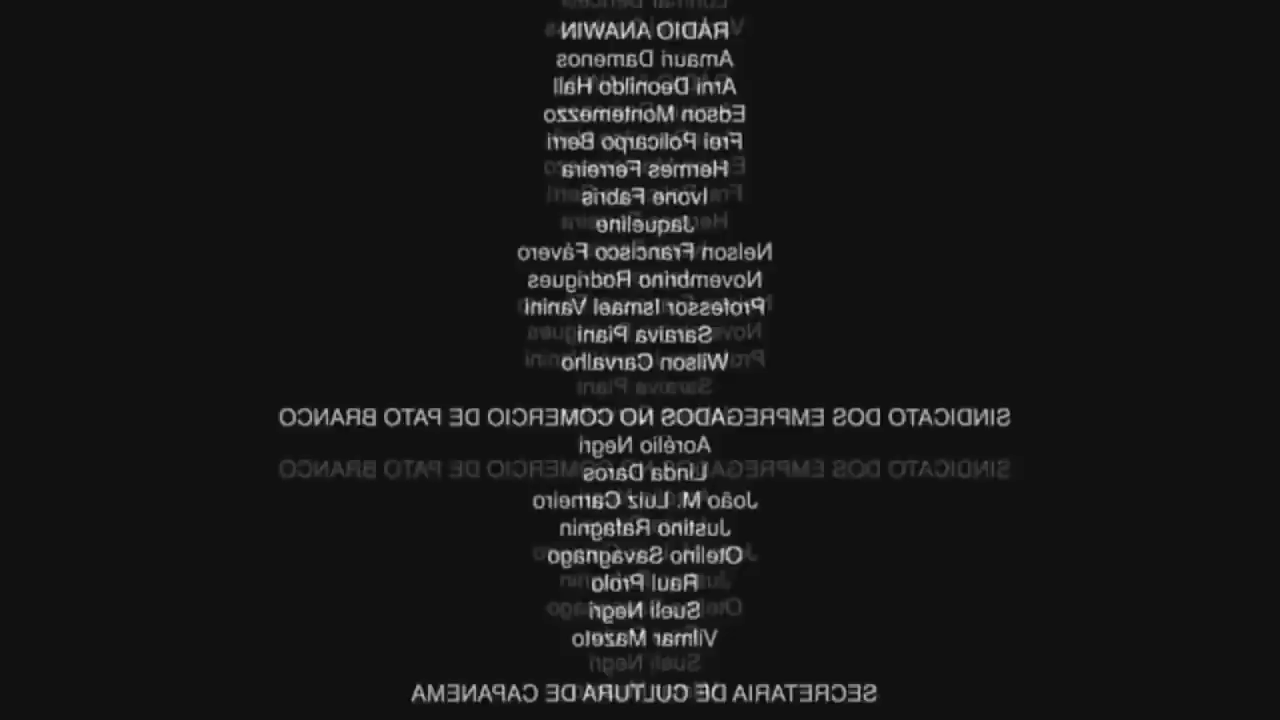 RÁDIO ANAWIN
Amauri Damenos
Arni Deonildo Hall
Edson Montemezzo
Frei Policarpo Berri
Hermes Ferreira
Ivone Fabris
Jaqueline
Nelson Francisco Fávero
Novembrino Rodrigues
Professor Ismael Vanini
Saraiva Piani
Wilson Carvalho
SINDICATO DOS EMPREGADOS NO COMERCIO DE PATO BRANCO
Aorélio Negri
Linda Daros
João M. Luiz Carneiro
Justino Rafagnin
Otelino Savagnago
Raul Prolo
Sueli Negri
Vilmar Mazeto
SECRETARIA DE CULTURA DE CAPANEMA